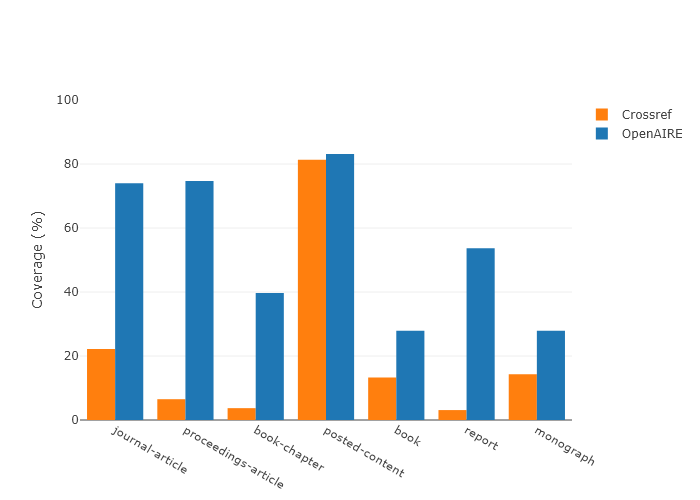 100
80
60
40
20
0
Coverage (%)
journal-article
proceedings-article
book-chapter
posted-content
book
report
monograph
Crossref
OpenAIRE